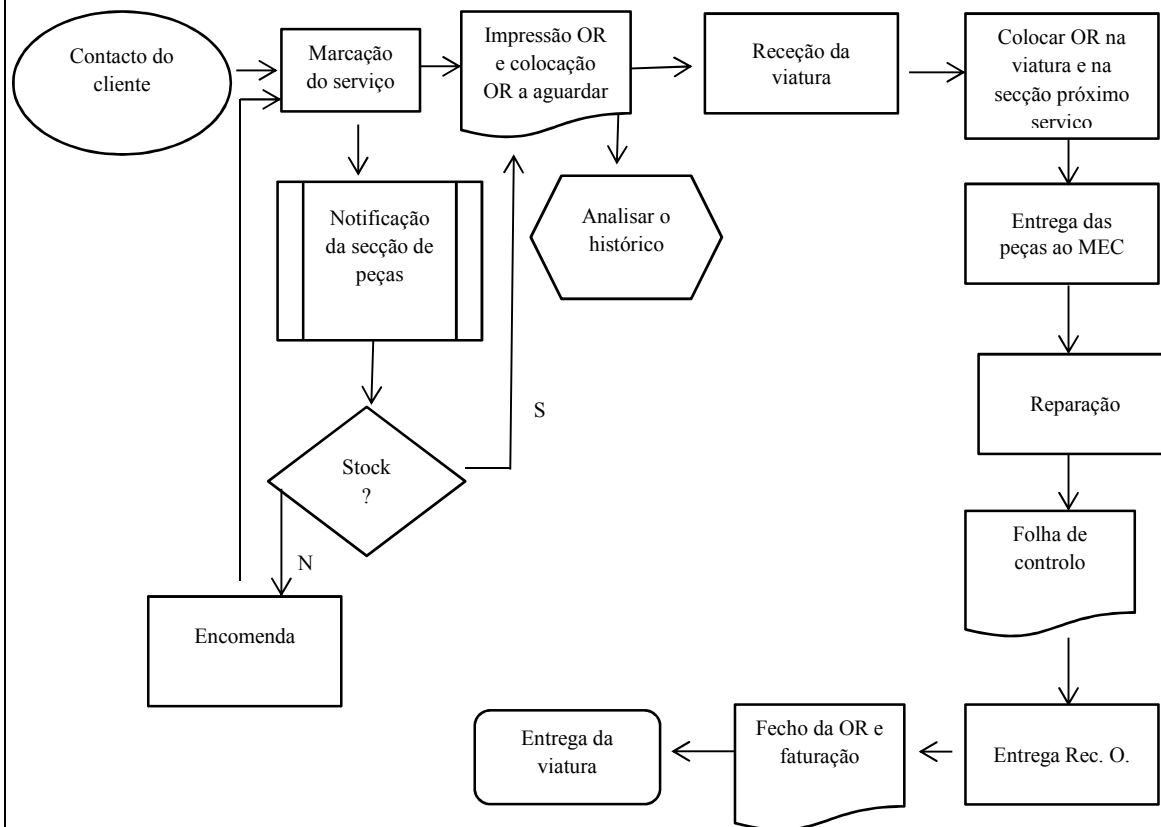 Contacto do
cliente
Marcação
do serviço
Impressão OR
e colocação
OR a aguardar
Receção da
viatura
Colocar OR na
viatura e na
secção próximo
serviço
Notificação
da secção de
peças
Analisar o
histórico
Entrega das
peças ao MEC
Stock
?
S
N
Reparação
Encomenda
Folha de
controlo
Entrega da
viatura
Fecho da OR e
faturação
Entrega Rec. O.